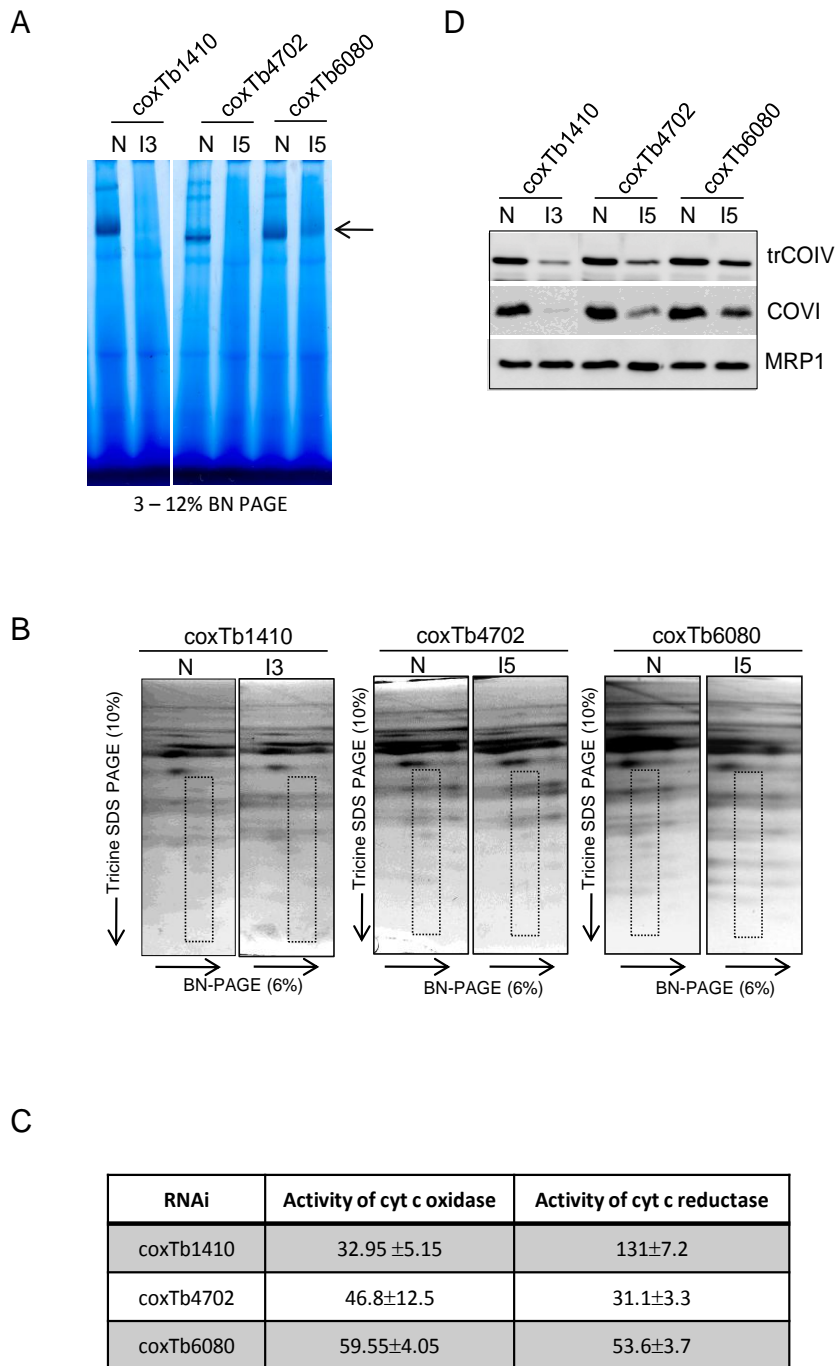 A
coxTb1410 coxTb4702 coxTb6080
N I3 N I5 N I5
3 – 12% BN PAGE
D
coxTb1410 coxTb4702 coxTb6080
N I3 N I5 N I5
trCOIV
COVI
MRP1
B
coxTb1410 coxTb4702 coxTb6080
N I3 N I5 N I5
Tricine SDS PAGE (10%) Tricine SDS PAGE (10%) Tricine SDS PAGE (10%)
BN-PAGE (6%) BN-PAGE (6%) BN-PAGE (6%)
C
RNAi Activity of cyt c oxidase Activity of cyt c reductase
coxTb1410 32.95 ±5.15 131±7.2
coxTb4702 46.8±12.5 31.1±3.3
coxTb6080 59.55±4.05 53.6±3.7